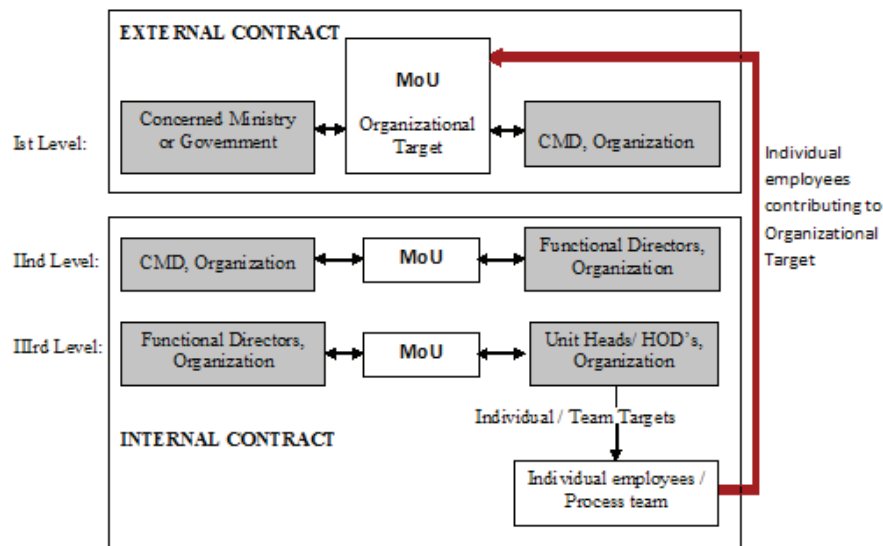 EXTERNAL CONTRACT
MoU
Organizational
Target
Ist Level:
Concerned Ministry
or Government
CMD, Organization
Individual
employees
contributing to
Organizational
Target
IInd Level:
CMD, Organization
MoU
Functional Directors,
Organization
IIIrd Level:
Functional Directors,
Organization
MoU
Unit Heads/ HOD's,
Organization
Individual / Team Targets
INTERNAL CONTRACT
Individual employees /
Process team